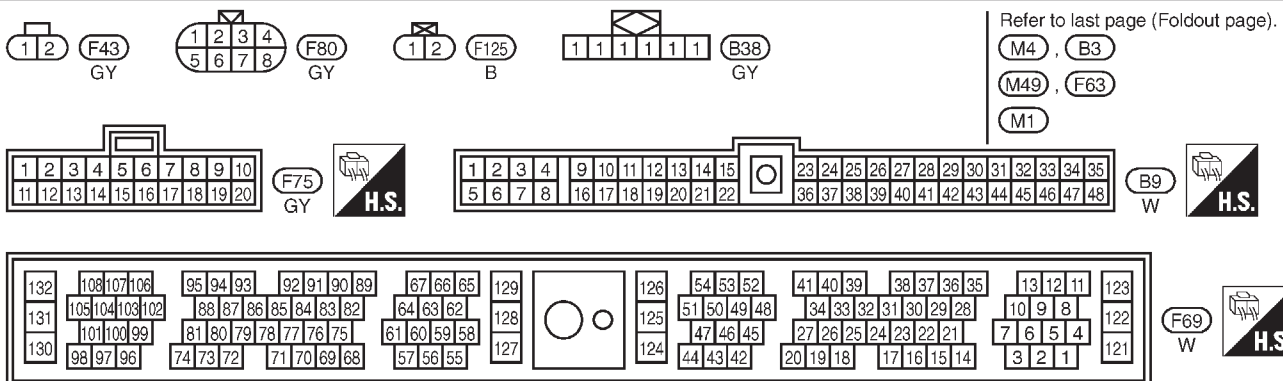 Refer to last page (Foldout page).
1 2 F43 GY
1 2 3 4 F80 GY
5 6 7 8
1 2 F125 B
1 1 1 1 1 1 B38 GY
M4 , B3
M49 , F63
M1
1 2 3 4 5 6 7 8 9 10 F75 GY H.S.
11 12 13 14 15 16 17 18 19 20
1 2 3 4 9 10 11 12 13 14 15 23 24 25 26 27 28 29 30 31 32 33 34 35 B9 W H.S.
5 6 7 8 16 17 18 19 20 21 22 36 37 38 39 40 41 42 43 44 45 46 47 48
132 108 107 106 95 94 93 92 91 90 89 67 66 65 129 126 54 53 52 41 40 39 38 37 36 35 13 12 11 123
131 105 104 103 102 88 87 86 85 84 83 82 64 63 62 128 125 51 50 49 48 34 33 32 31 30 29 28 10 9 8 122 F69 W H.S.
101 100 99 81 80 79 78 77 76 75 61 60 59 58 47 46 45 27 26 25 24 23 22 21 7 6 5 4
130 98 97 96 74 73 72 71 70 69 68 57 56 55 127 124 44 43 42 20 19 18 17 16 15 14 3 2 1 121